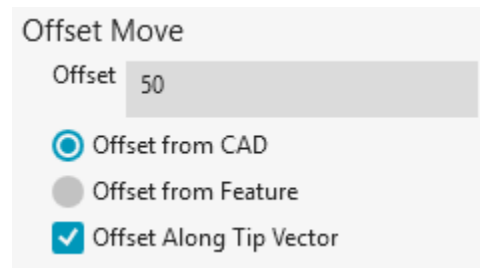 Offset Move
Offset 50
Offset from CAD
Offset from Feature
Offset Along Tip Vector